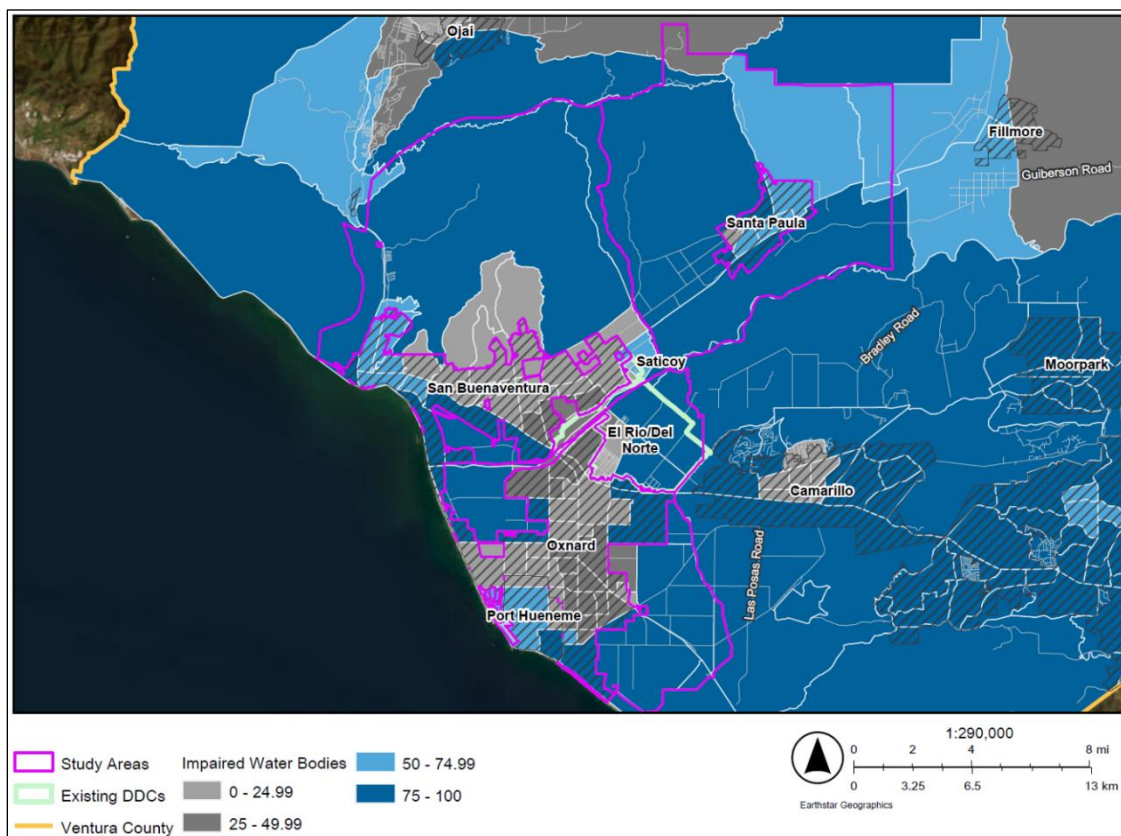 Ojai
Fillmore
Guiberson Road
Santa Paula
Bradley Road
Moorpark
Saticoy
San Buenaventura
El Rio/Del
Norte
Camarillo
Oxnard
Las Posas Road
Port Hueneme
Study Areas
Existing DDCs
Ventura County
Impaired Water Bodies
0 - 24.99
25 - 49.99
50 - 74.99
75 - 100
1:290,000
0 2 4 8 mi
0 3.25 6.5 13 km
Earthstar Geographics